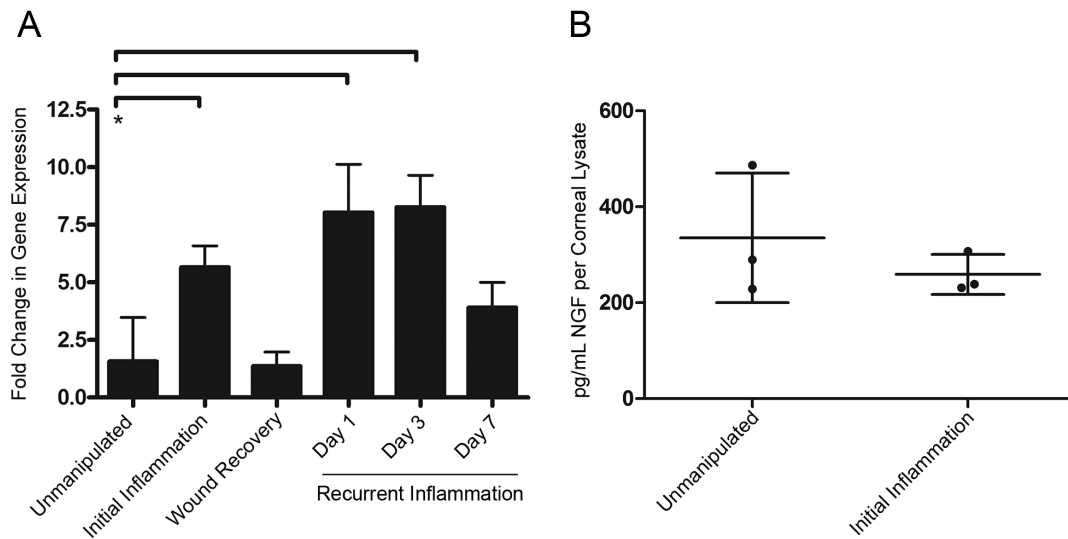 A
Fold Change in Gene Expression
12.5
10.0
7.5
5.0
2.5
0.0
*
Unmanipulated
Initial Inflammation
Wound Recovery
Day 1
Day 3
Day 7
Recurrent Inflammation
B
pg/mL NGF per Corneal Lysate
600
400
200
0
Unmanipulated
Initial Inflammation